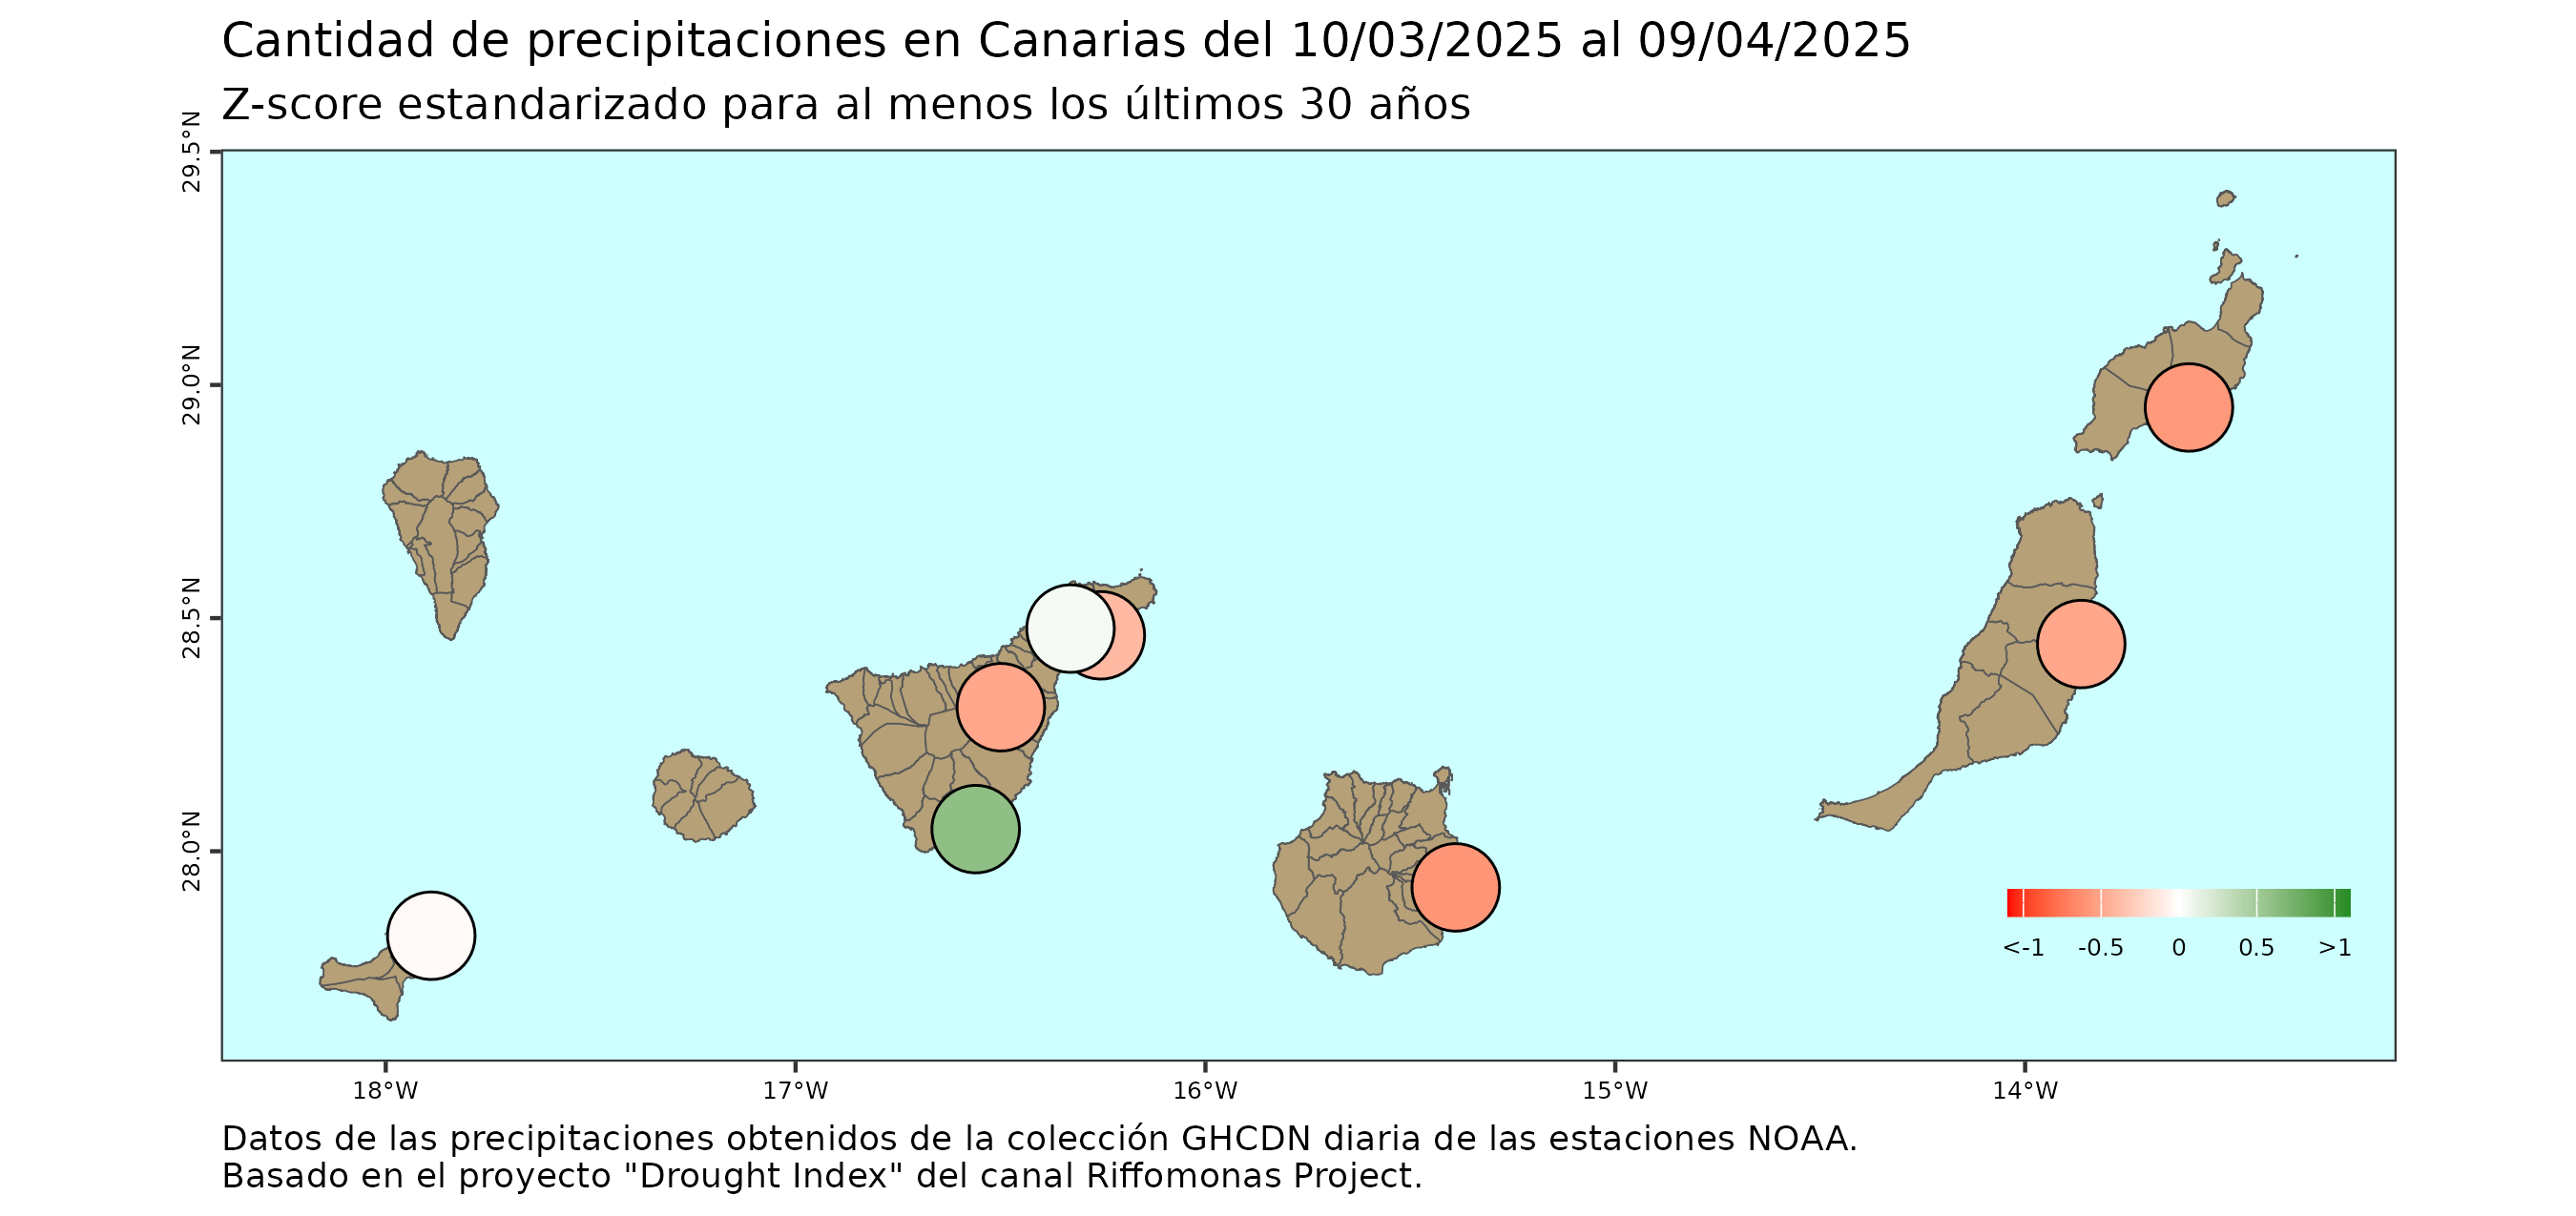 Cantidad de precipitaciones en Canarias del 10/03/2025 al 09/04/2025
Z-score estandarizado para al menos los últimos 30 años
29.5°N
29.0°N
28.5°N
28.0°N
<-1 -0.5 0 0.5 >1
18°W 17°W 16°W 15°W 14°W
Datos de las precipitaciones obtenidos de la colección GHCDN diaria de las estaciones NOAA.
Basado en el proyecto "Drought Index" del canal Riffomonas Project.